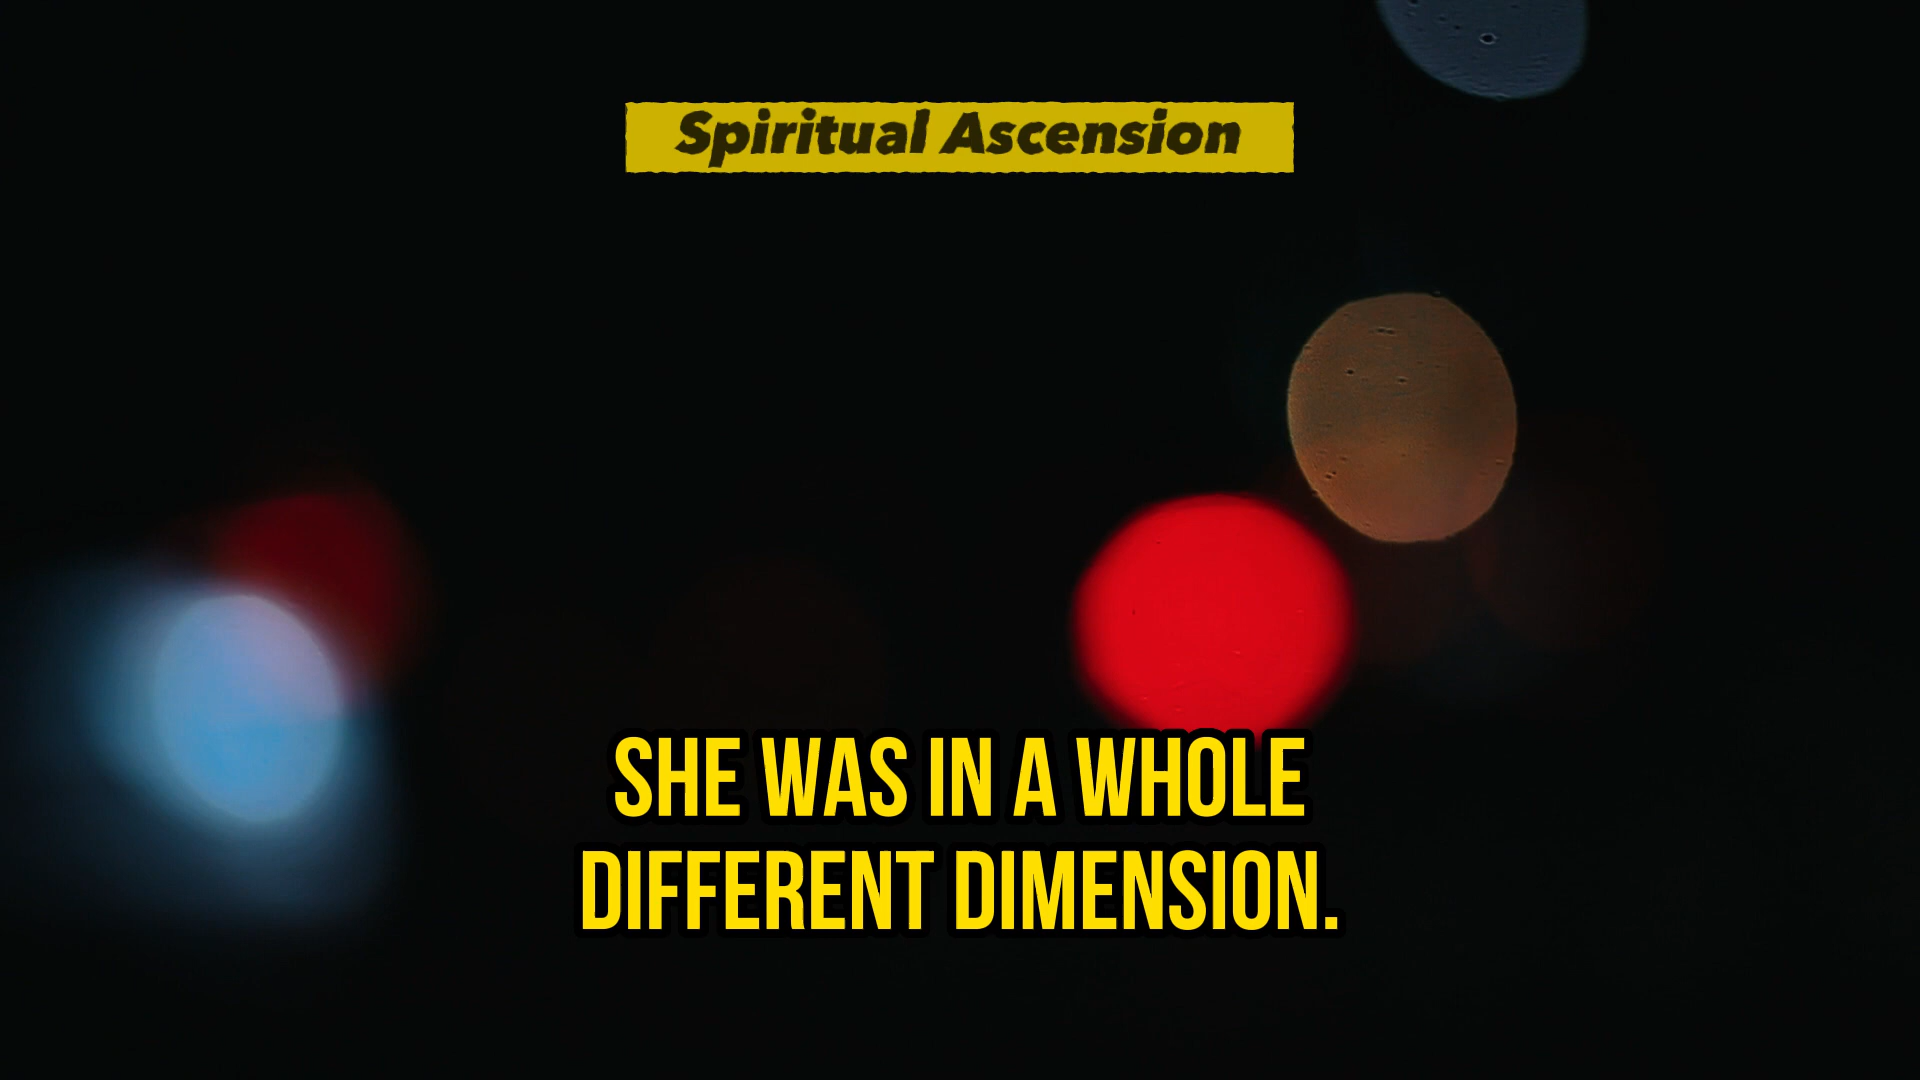 Spiritual Ascension
SHE WAS IN A WHOLE
DIFFERENT DIMENSION.